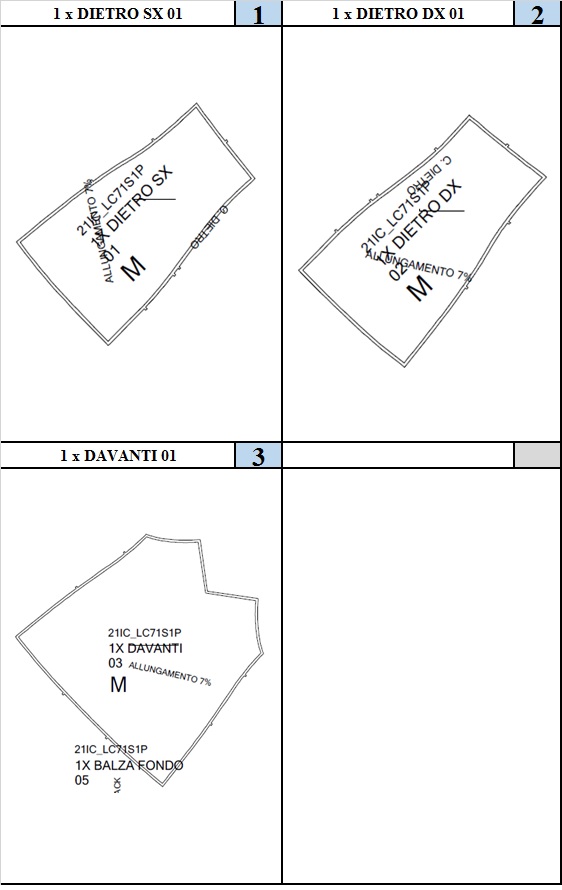 1 x DIETRO SX 01
1
1 x DIETRO DX 01
2
21IC_LC71S1P
1X DIETRO SX
01
M
ALLUNGAMENTO 7%
C. DIETRO
21IC_LC71S1P
1X DIETRO DX
02
M
ALLUNGAMENTO 7%
C. DIETRO
1 x DAVANTI 01
3
21IC_LC71S1P
1X DAVANTI
03
ALLUNGAMENTO 7%
M
21IC_LC71S1P
1X BALZA FONDO
05